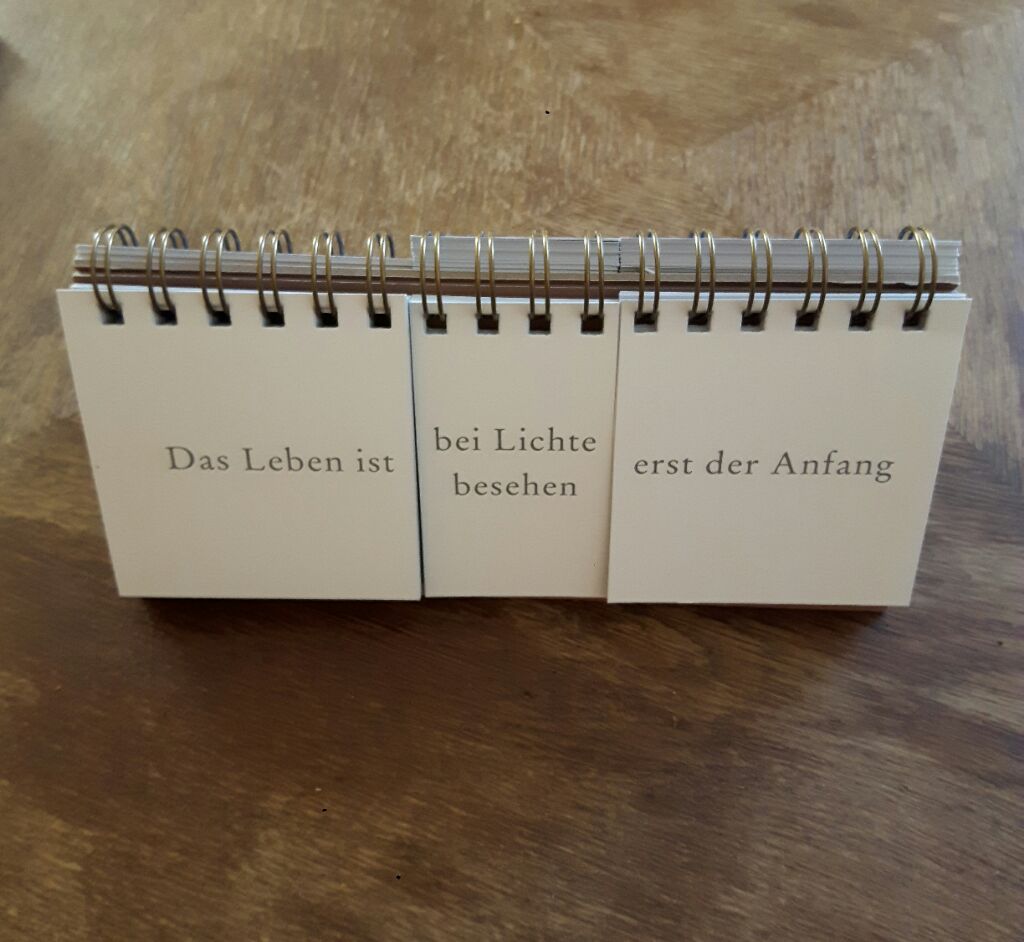 Das Leben ist
bei Lichte
besehen
erst der Anfang